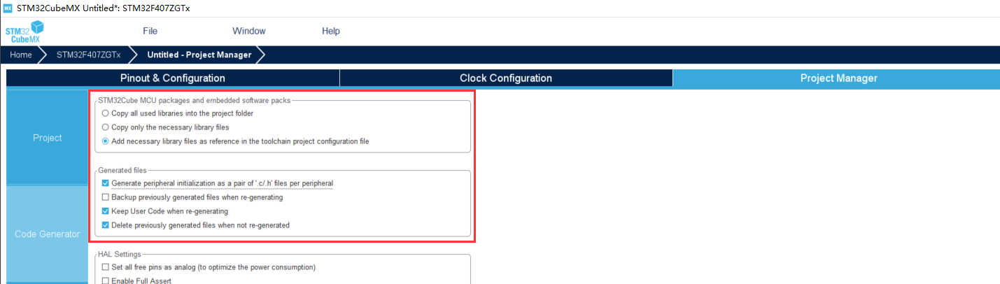 MX STM32CubeMX Untitled*: STM32F407ZGTx
STM32 CubeMX
File Window Help
Home STM32F407ZGTx Untitled - Project Manager
Pinout & Configuration Clock Configuration Project Manager
STM32Cube MCU packages and embedded software packs
Copy all used libraries into the project folder
Copy only the necessary library files
Project
Add necessary library files as reference in the toolchain project configuration file
Generated files
Generate peripheral initialization as a pair of '.c/.h' files per peripheral
Backup previously generated files when re-generating
Keep User Code when re-generating
Delete previously generated files when not re-generated
Code Generator
HAL Settings
Set all free pins as analog (to optimize the power consumption)
Enable Full Assert